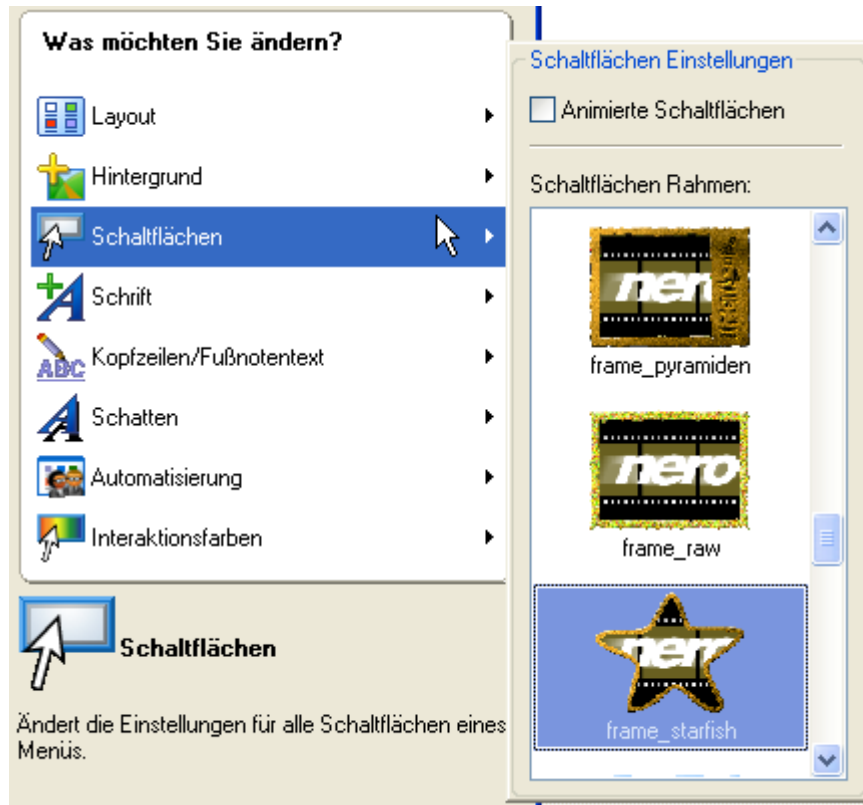 Was möchten Sie ändern?
Layout
Hintergrund
Schaltflächen
Schrift
ABC
Kopfzeilen/Fußnotentext
Schatten
Automatisierung
Interaktionsfarben
Schaltflächen
Ändert die Einstellungen für alle Schaltflächen eines
Menüs.
Schaltflächen Einstellungen
Animierte Schaltflächen
Schaltflächen Rahmen:
nero
frame_pyramiden
nero
frame_raw
nero
frame_starfish